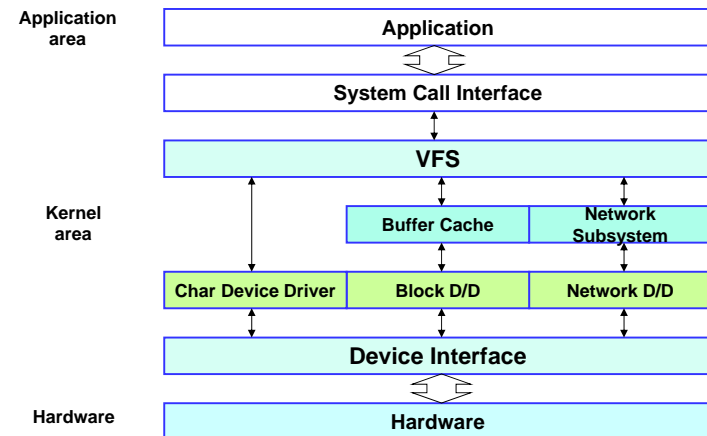 Application
area
Application
System Call Interface
VFS
Kernel
area
Buffer Cache
Network
Subsystem
Char Device Driver
Block D/D
Network D/D
Device Interface
Hardware
Hardware